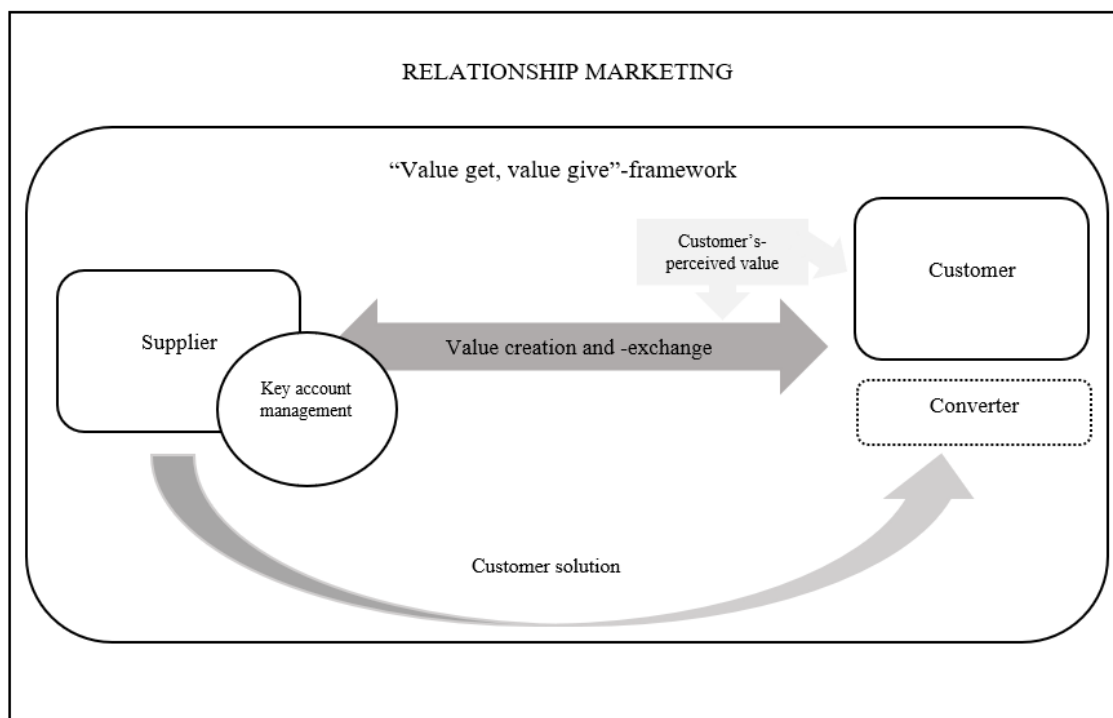 RELATIONSHIP MARKETING
“Value get, value give”-framework
Customer’s-
perceived value
Customer
Supplier
Value creation and -exchange
Key account
management
Converter
Customer solution